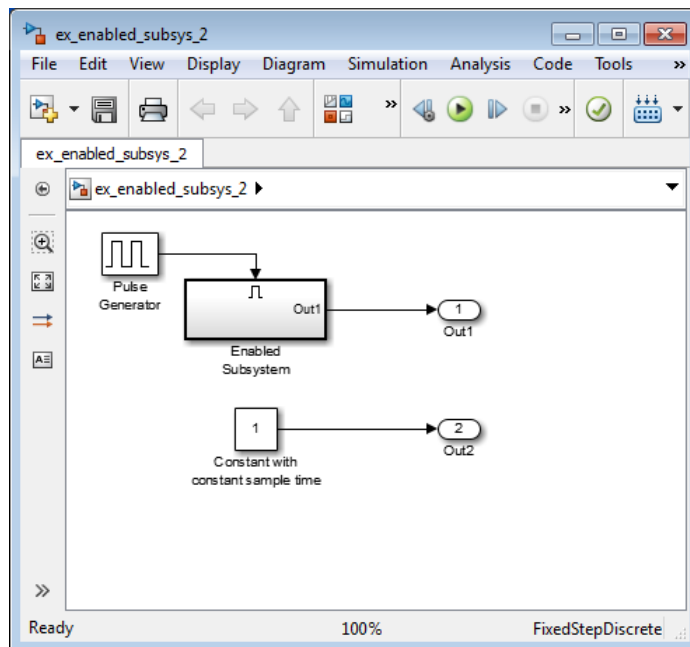 ex_enabled_subsys_2
File Edit View Display Diagram Simulation Analysis Code Tools »
» »
ex_enabled_subsys_2
ex_enabled_subsys_2
Pulse
Generator
Out1
Enabled
Subsystem
1
Out1
1
Constant with
constant sample time
2
Out2
A
»
Ready 100% FixedStepDiscrete